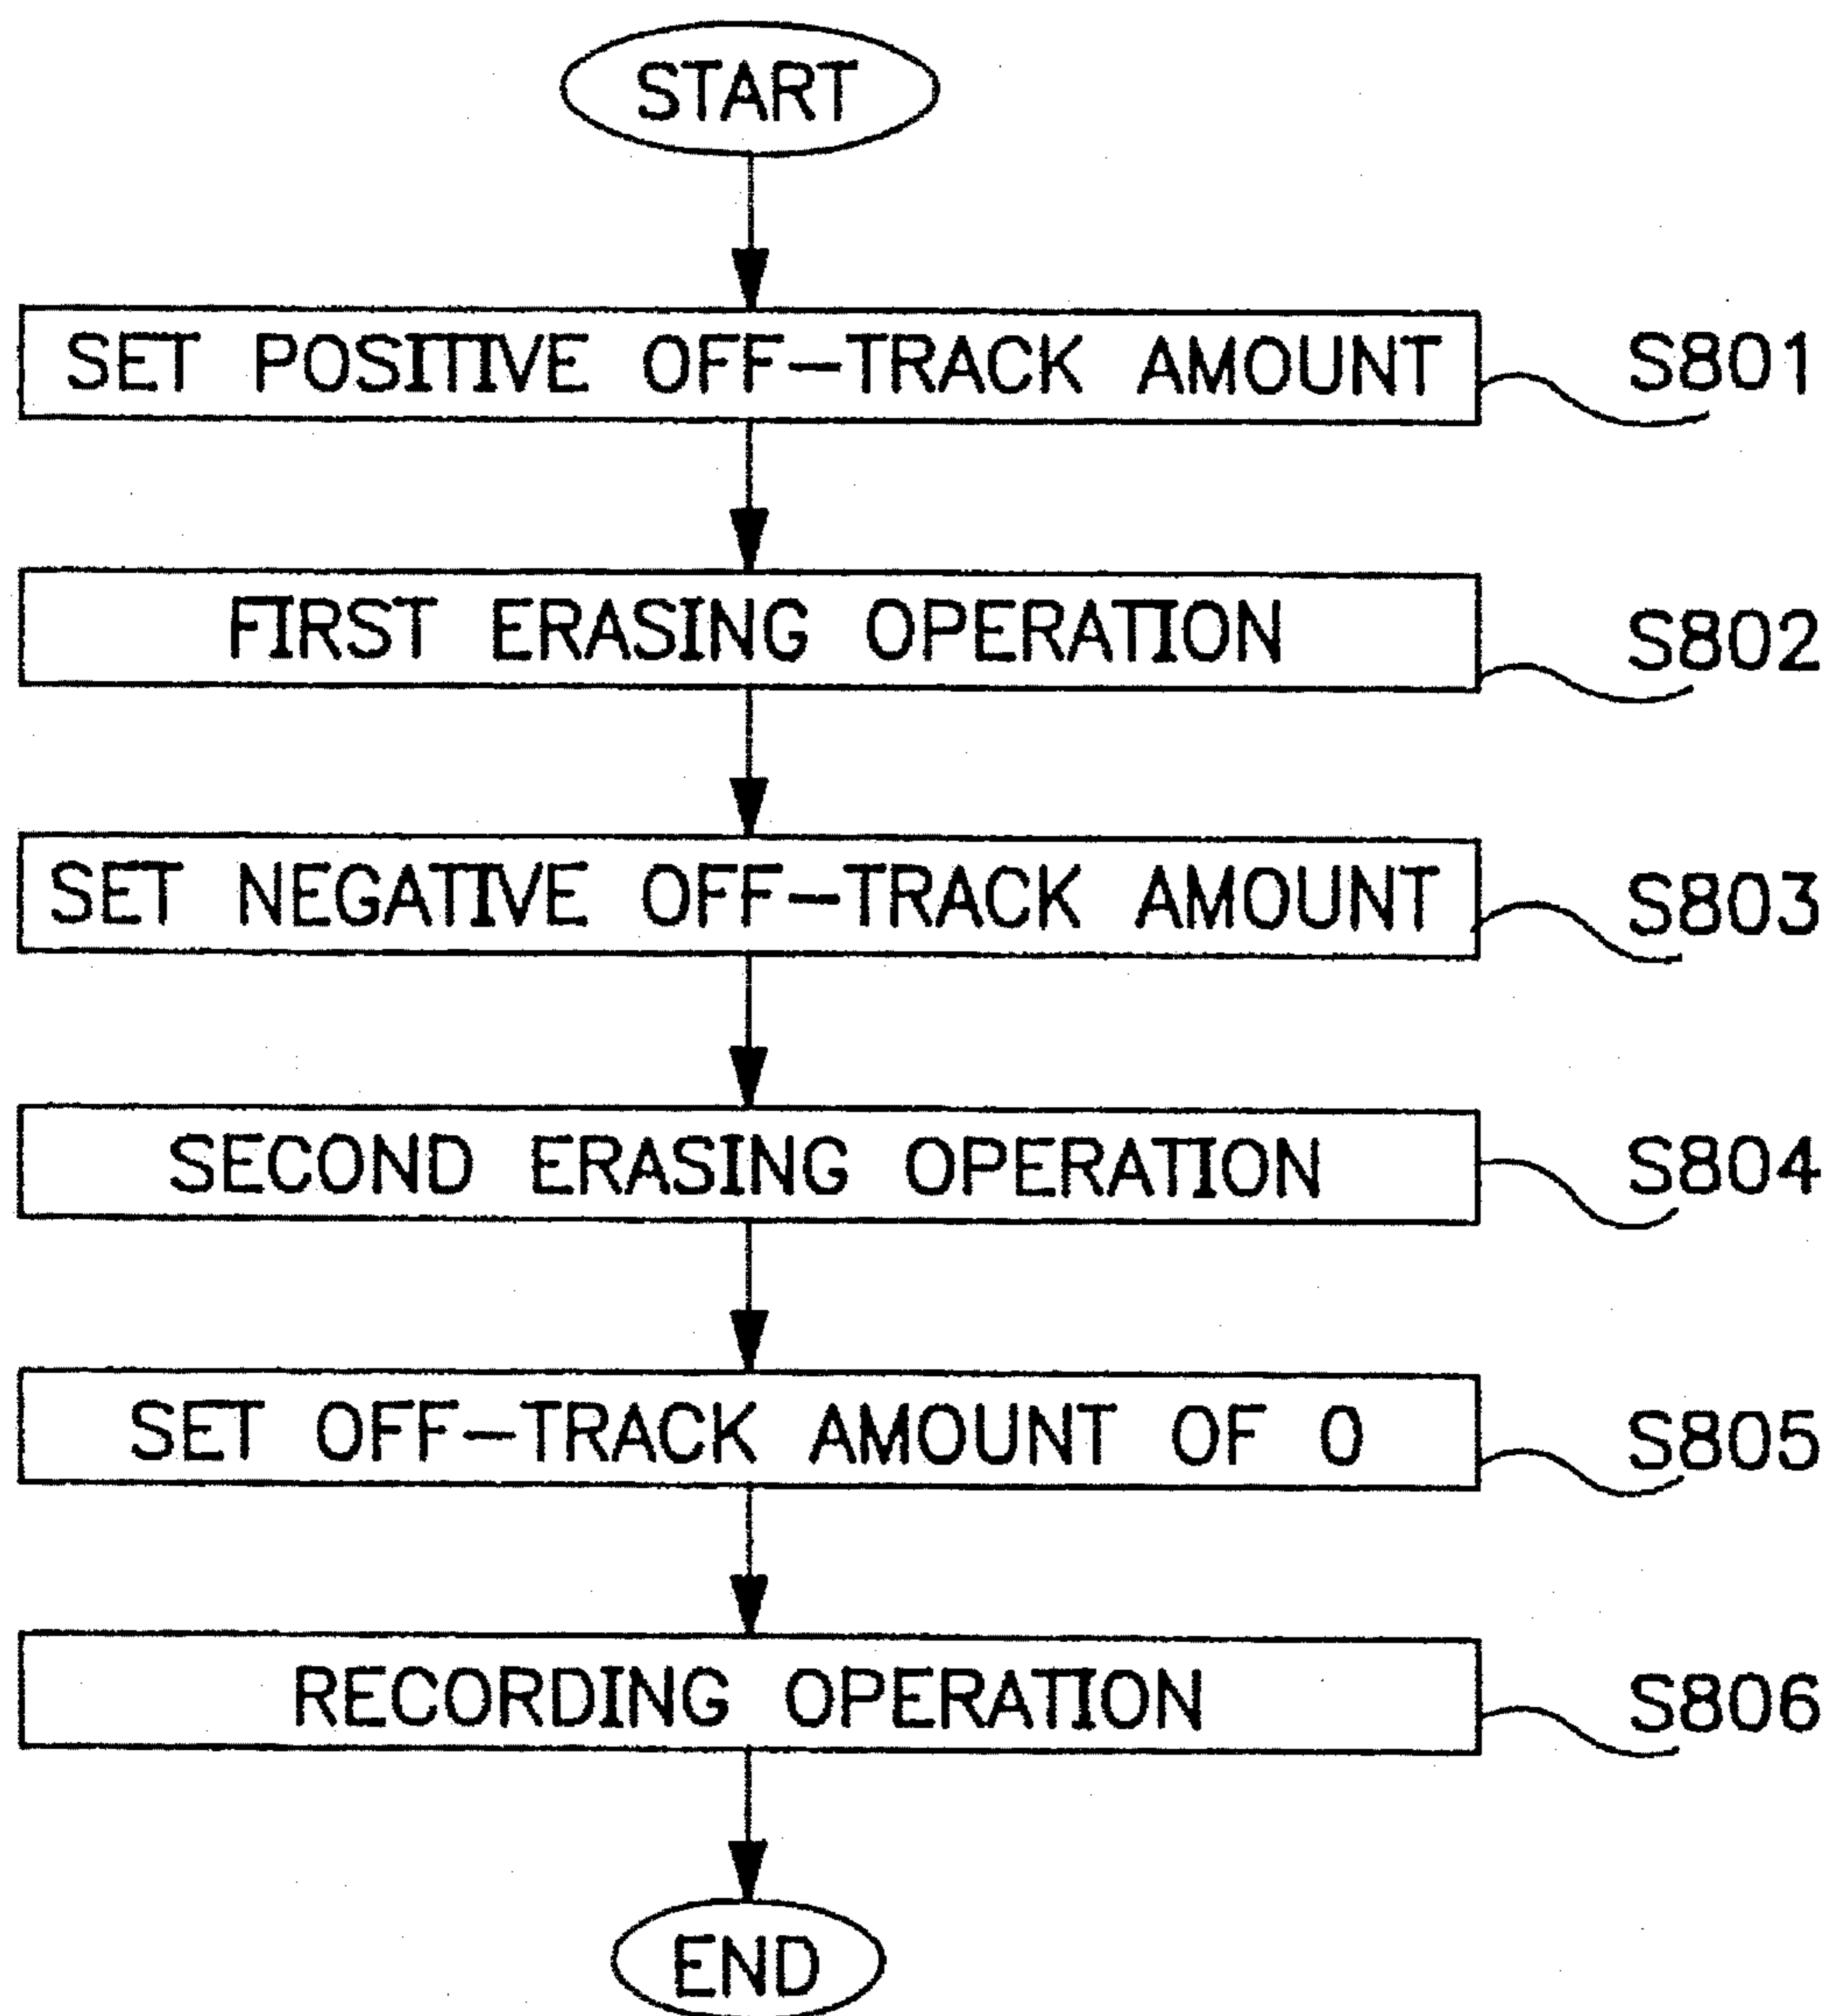 START
SET POSITIVE OFF-TRACK AMOUNT S801
FIRST ERASING OPERATION S802
SET NEGATIVE OFF-TRACK AMOUNT S803
SECOND ERASING OPERATION S804
SET OFF-TRACK AMOUNT OF 0 S805
RECORDING OPERATION S806
END